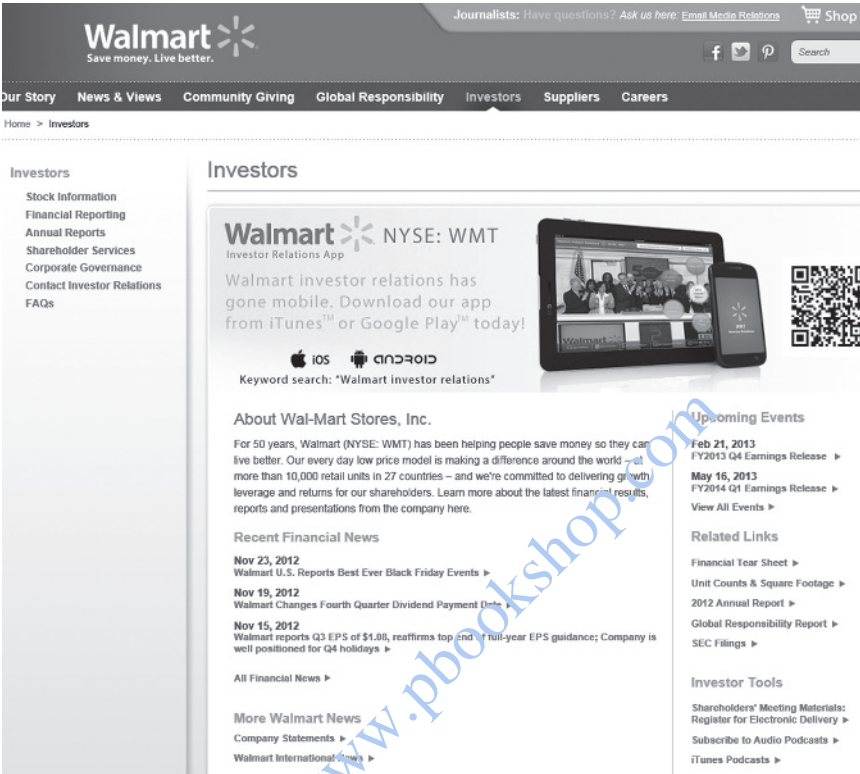 Journalists: Have questions? Ask us here: Email Media Relations
Shop
Walmart
Save money. Live better.
Search
Our Story News & Views Community Giving Global Responsibility Investors Suppliers Careers
Home > Investors
Investors
Stock Information
Financial Reporting
Annual Reports
Shareholder Services
Corporate Governance
Contact Investor Relations
FAQs
Investors
Walmart NYSE: WMT
Investor Relations App
Walmart investor relations has
gone mobile. Download our app
from iTunes™ or Google Play™ today!
iOS ANDROID
Keyword search: "Walmart investor relations"
About Wal-Mart Stores, Inc.
For 50 years, Walmart (NYSE: WMT) has been helping people save money so they can
live better. Our every day low price model is making a difference around the world – at
more than 10,000 retail units in 27 countries – and we're committed to delivering growth,
leverage and returns for our shareholders. Learn more about the latest financial results,
reports and presentations from the company here.
Recent Financial News
Nov 23, 2012
Walmart U.S. Reports Best Ever Black Friday Events
Nov 19, 2012
Walmart Changes Fourth Quarter Dividend Payment Date
Nov 15, 2012
Walmart reports Q3 EPS of $1.08, reaffirms top end of full-year EPS guidance; Company is
well positioned for Q4 holidays
All Financial News
More Walmart News
Company Statements
Walmart International News
Upcoming Events
Feb 21, 2013
FY2013 Q4 Earnings Release
May 16, 2013
FY2014 Q1 Earnings Release
View All Events
Related Links
Financial Tear Sheet
Unit Counts & Square Footage
2012 Annual Report
Global Responsibility Report
SEC Filings
Investor Tools
Shareholders' Meeting Materials:
Register for Electronic Delivery
Subscribe to Audio Podcasts
iTunes Podcasts
www.pbookshop.com